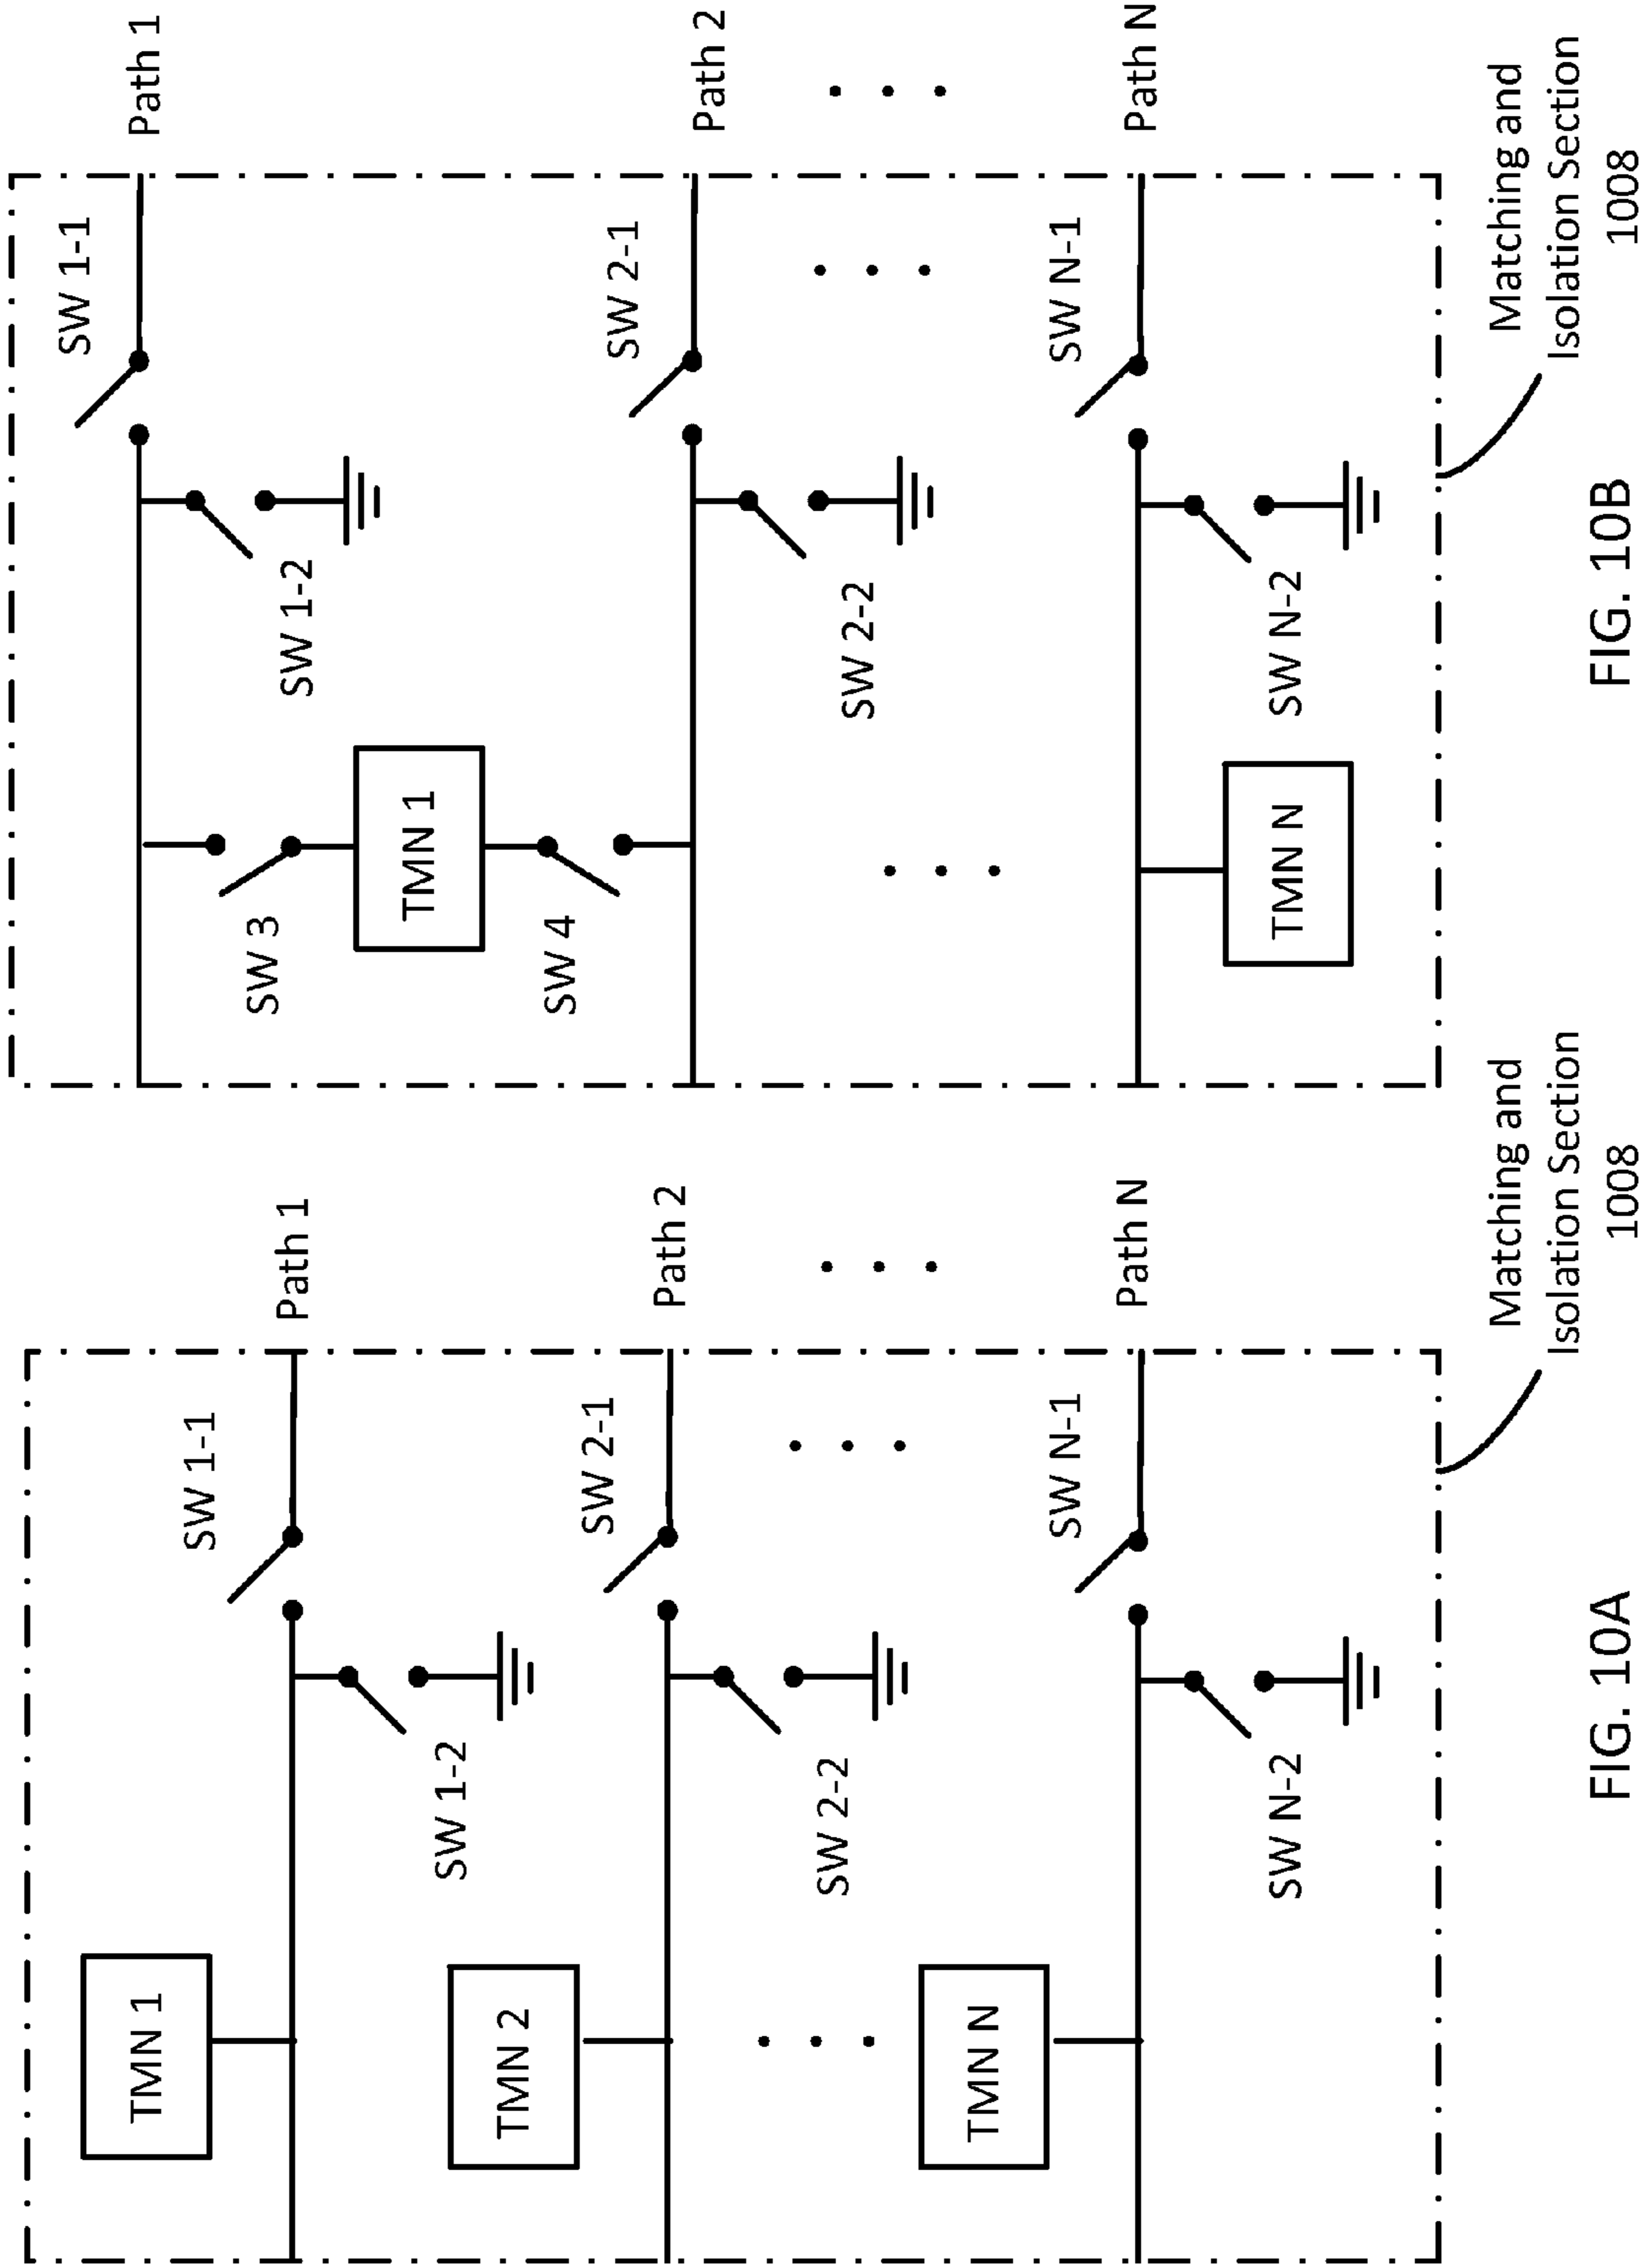 TMN 1
SW 1-1
Path 1
SW 1-2
TMN 2
SW 2-1
Path 2
SW 2-2
TMN N
SW N-1
Path N
SW N-2
Matching and
Isolation Section
1008
FIG. 10A
SW 1-1
Path 1
SW 1-2
SW 3
TMN 1
SW 4
SW 2-1
Path 2
SW 2-2
SW N-1
Path N
SW N-2
TMN N
Matching and
Isolation Section
1008
FIG. 10B